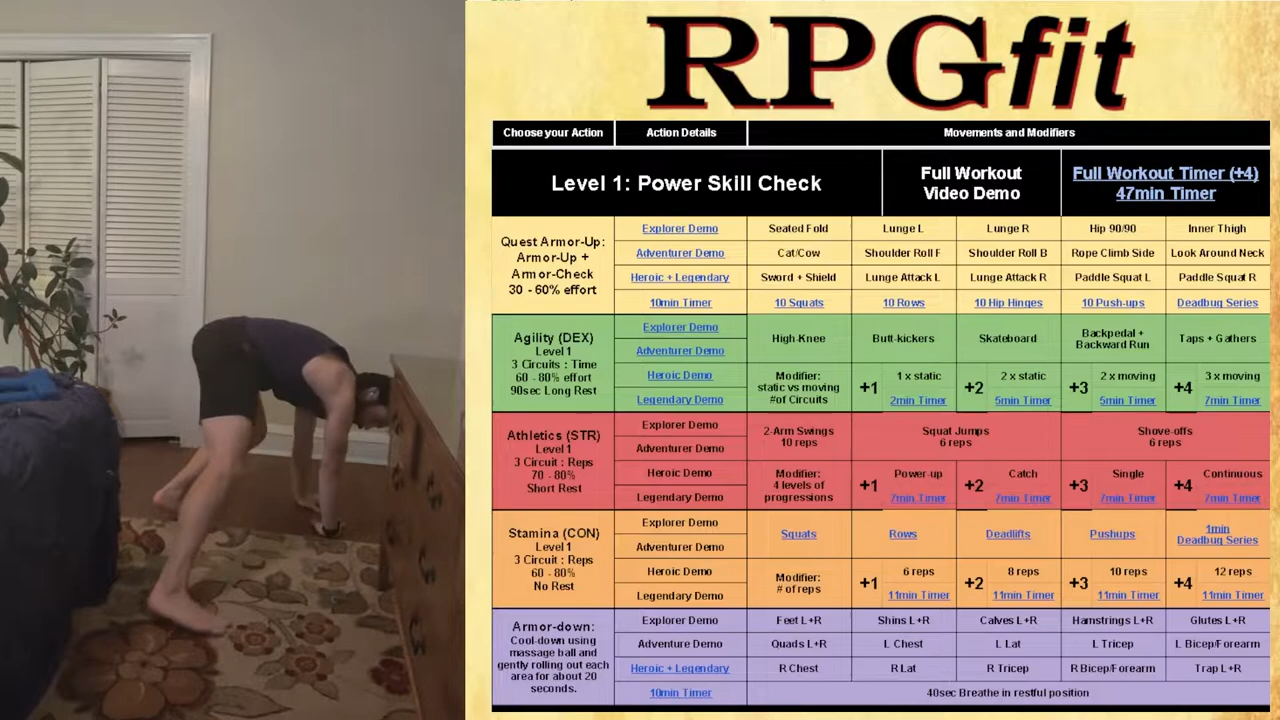 RPGfit
Choose your Action
Action Details
Movements and Modifiers
Level 1: Power Skill Check
Full Workout
Video Demo
Full Workout Timer (+4)
47min Timer
Quest Armor-Up:
Armor-Up +
Armor-Check
30 - 60% effort
Explorer Demo
Seated Fold
Lunge L
Lunge R
Hip 90/90
Inner Thigh
Adventurer Demo
Cat/Cow
Shoulder Roll F
Shoulder Roll B
Rope Climb Side
Look Around Neck
Heroic + Legendary
Sword + Shield
Lunge Attack L
Lunge Attack R
Paddle Squat L
Paddle Squat R
10min Timer
10 Squats
10 Rows
10 Hip Hinges
10 Push-ups
Deadbug Series
Agility (DEX)
Level 1
3 Circuits : Time
60 - 80% effort
90sec Long Rest
Explorer Demo
Adventurer Demo
High-Knee
Butt-kickers
Skateboard
Backpedal +
Backward Run
Taps + Gathers
Heroic Demo
Legendary Demo
Modifier:
static vs moving
#of Circuits
+1
1 x static
2min Timer
+2
2 x static
5min Timer
+3
2 x moving
5min Timer
+4
3 x moving
7min Timer
Athletics (STR)
Level 1
3 Circuit : Reps
70 - 80%
Short Rest
Explorer Demo
Adventurer Demo
2-Arm Swings
10 reps
Squat Jumps
6 reps
Shove-offs
6 reps
Heroic Demo
Legendary Demo
Modifier:
4 levels of
progressions
+1
Power-up
7min Timer
+2
Catch
7min Timer
+3
Single
7min Timer
+4
Continuous
7min Timer
Stamina (CON)
Level 1
3 Circuit : Reps
60 - 80%
No Rest
Explorer Demo
Adventurer Demo
Squats
Rows
Deadlifts
Pushups
1min
Deadbug Series
Heroic Demo
Legendary Demo
Modifier:
# of reps
+1
6 reps
11min Timer
+2
8 reps
11min Timer
+3
10 reps
11min Timer
+4
12 reps
11min Timer
Armor-down:
Cool-down using
massage ball and
gently rolling out each
area for about 20
seconds.
Explorer Demo
Feet L+R
Shins L+R
Calves L+R
Hamstrings L+R
Glutes L+R
Adventure Demo
Quads L+R
L Chest
L Lat
L Tricep
L Bicep/Forearm
Heroic + Legendary
R Chest
R Lat
R Tricep
R Bicep/Forearm
Trap L+R
10min Timer
40sec Breathe in restful position